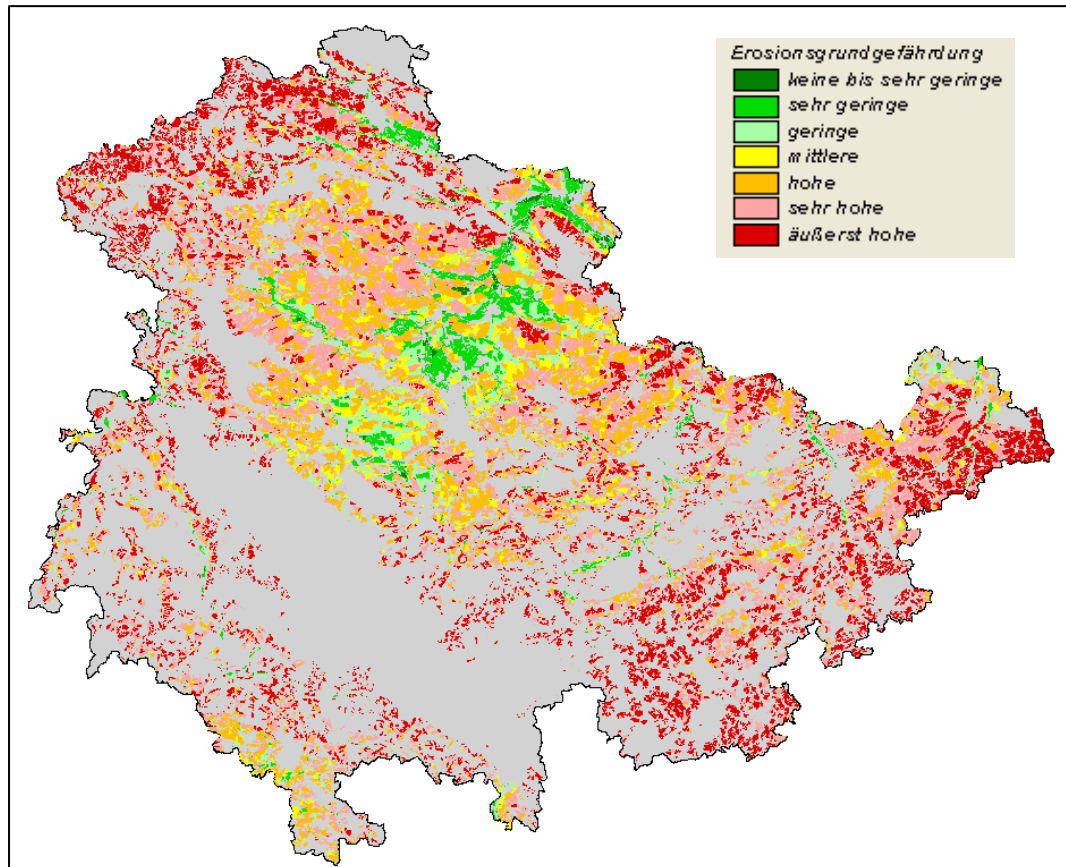 Erosionsgrundgefährdung
keine bis sehr geringe
sehr geringe
geringe
mittlere
hohe
sehr hohe
äußerst hohe